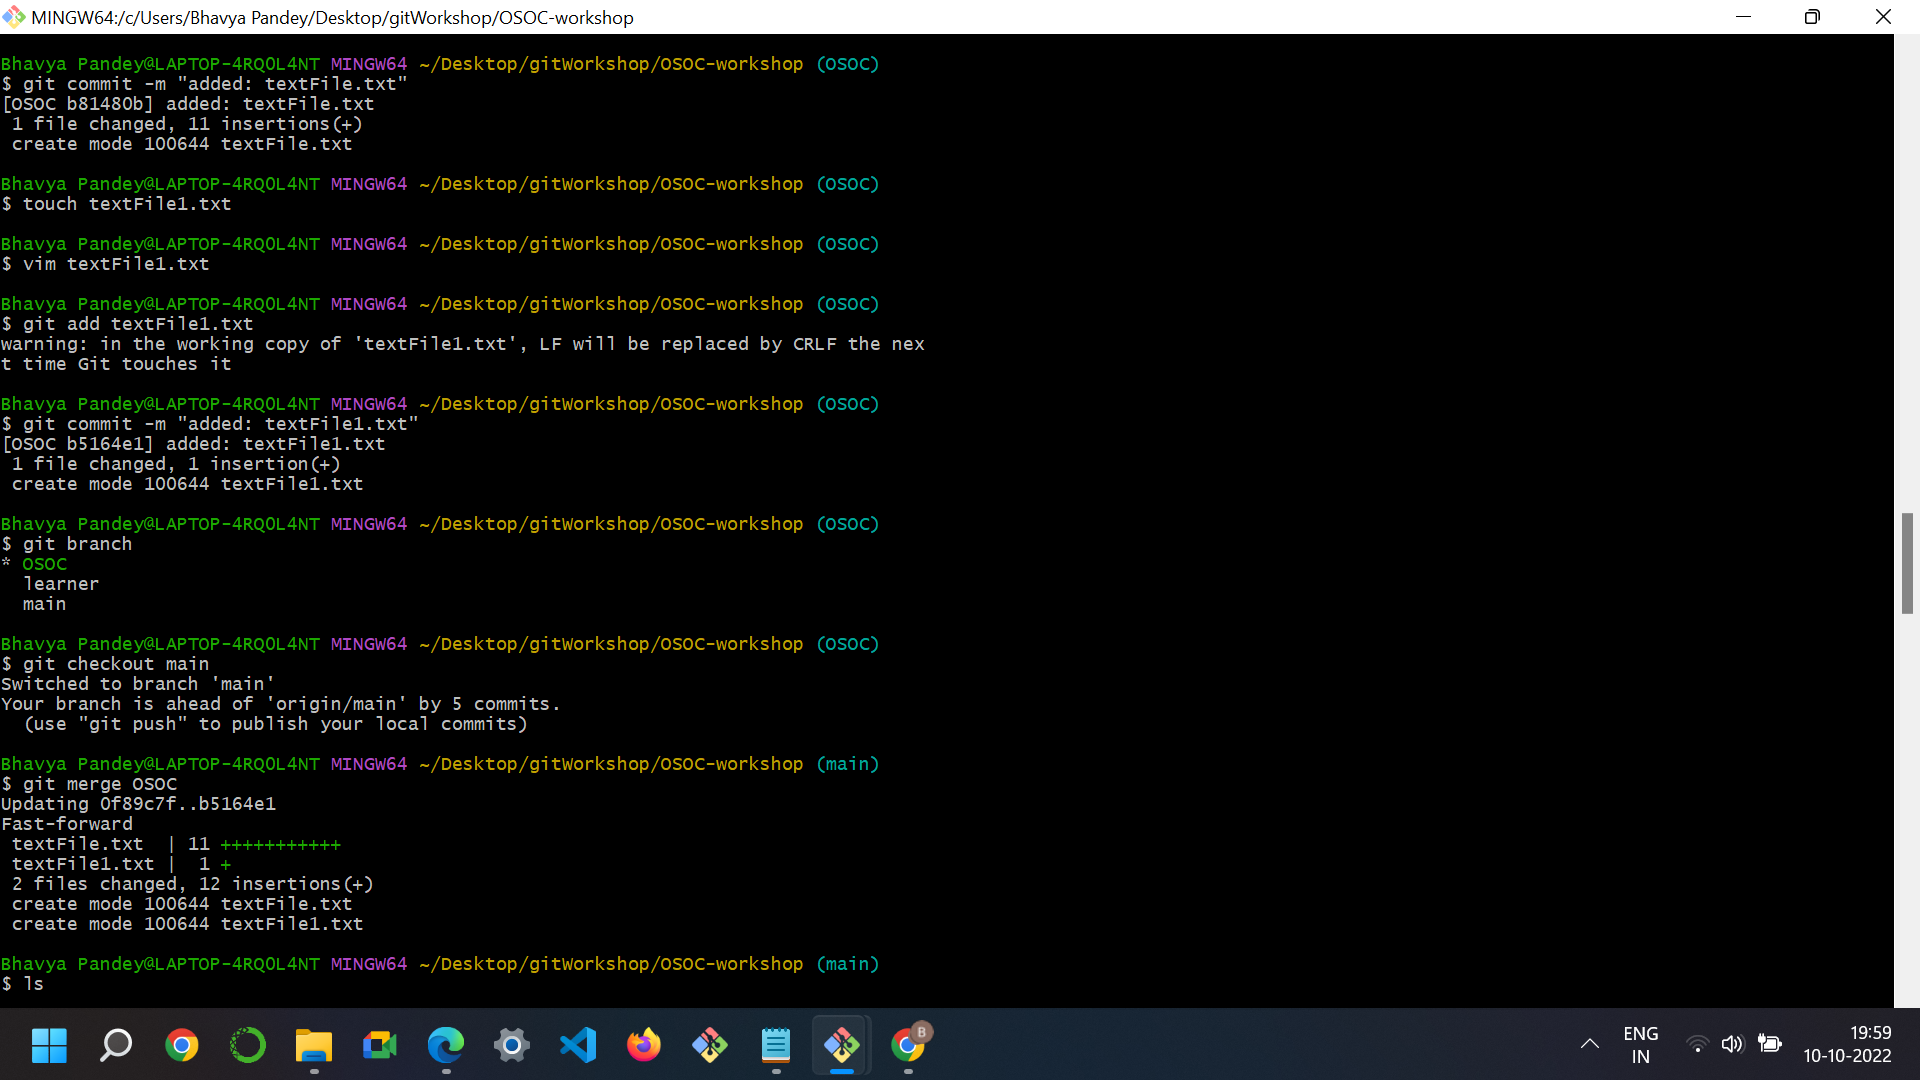 MINGW64:/c/Users/Bhavya Pandey/Desktop/gitWorkshop/OSOC-workshop
Bhavya Pandey@LAPTOP-4RQ0L4NT MINGW64 ~/Desktop/gitWorkshop/OSOC-workshop (OSOC)
$ git commit -m "added: textFile.txt"
[OSOC b81480b] added: textFile.txt
 1 file changed, 11 insertions(+)
 create mode 100644 textFile.txt
Bhavya Pandey@LAPTOP-4RQ0L4NT MINGW64 ~/Desktop/gitWorkshop/OSOC-workshop (OSOC)
$ touch textFile1.txt
Bhavya Pandey@LAPTOP-4RQ0L4NT MINGW64 ~/Desktop/gitWorkshop/OSOC-workshop (OSOC)
$ vim textFile1.txt
Bhavya Pandey@LAPTOP-4RQ0L4NT MINGW64 ~/Desktop/gitWorkshop/OSOC-workshop (OSOC)
$ git add textFile1.txt
warning: in the working copy of 'textFile1.txt', LF will be replaced by CRLF the nex
t time Git touches it
Bhavya Pandey@LAPTOP-4RQ0L4NT MINGW64 ~/Desktop/gitWorkshop/OSOC-workshop (OSOC)
$ git commit -m "added: textFile1.txt"
[OSOC b5164e1] added: textFile1.txt
 1 file changed, 1 insertion(+)
 create mode 100644 textFile1.txt
Bhavya Pandey@LAPTOP-4RQ0L4NT MINGW64 ~/Desktop/gitWorkshop/OSOC-workshop (OSOC)
$ git branch
* OSOC
  learner
  main
Bhavya Pandey@LAPTOP-4RQ0L4NT MINGW64 ~/Desktop/gitWorkshop/OSOC-workshop (OSOC)
$ git checkout main
Switched to branch 'main'
Your branch is ahead of 'origin/main' by 5 commits.
  (use "git push" to publish your local commits)
Bhavya Pandey@LAPTOP-4RQ0L4NT MINGW64 ~/Desktop/gitWorkshop/OSOC-workshop (main)
$ git merge OSOC
Updating 0f89c7f..b5164e1
Fast-forward
 textFile.txt  | 11 +++++++++++
 textFile1.txt |  1 +
 2 files changed, 12 insertions(+)
 create mode 100644 textFile.txt
 create mode 100644 textFile1.txt
Bhavya Pandey@LAPTOP-4RQ0L4NT MINGW64 ~/Desktop/gitWorkshop/OSOC-workshop (main)
$ ls
B
ENG
IN
19:59
10-10-2022